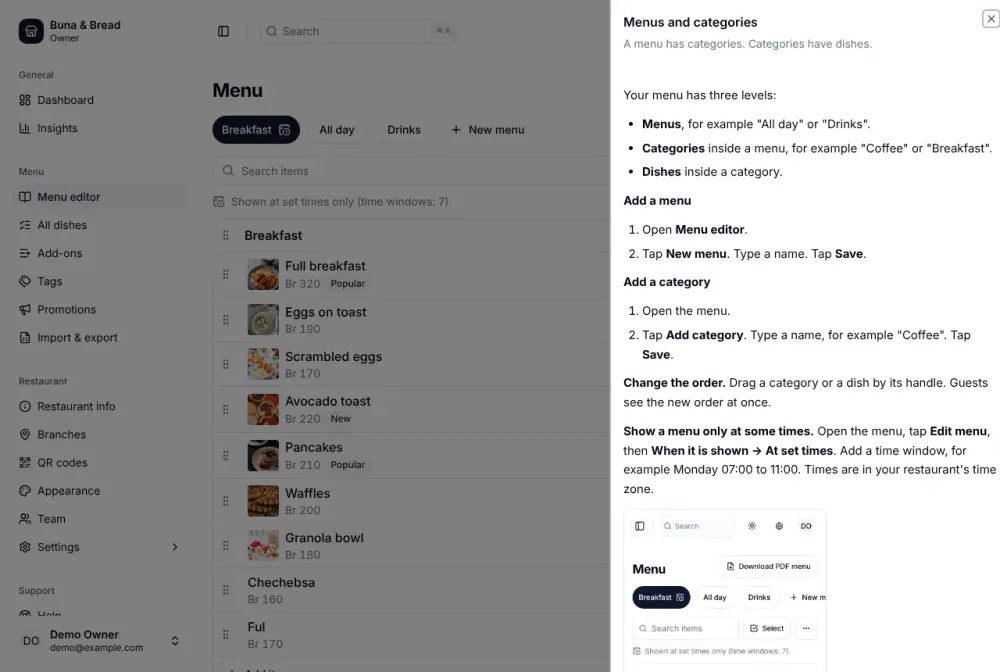 Buna & Bread
Owner
General
Dashboard
Insights
Menu
Menu editor
All dishes
Add-ons
Tags
Promotions
Import & export
Restaurant
Restaurant info
Branches
QR codes
Appearance
Team
Settings
Support
Help
DO
Demo Owner
demo@example.com
Search
⌘ K
Menu
Breakfast
All day
Drinks
+ New menu
Search items
Shown at set times only (time windows: 7).
Breakfast
Full breakfast
Br 320 Popular
Eggs on toast
Br 190
Scrambled eggs
Br 170
Avocado toast
Br 220 New
Pancakes
Br 210 Popular
Waffles
Br 200
Granola bowl
Br 180
Chechebsa
Br 160
Ful
Br 170
Menus and categories
A menu has categories. Categories have dishes.
Your menu has three levels:
• Menus, for example "All day" or "Drinks".
• Categories inside a menu, for example "Coffee" or "Breakfast".
• Dishes inside a category.
Add a menu
1. Open Menu editor.
2. Tap New menu. Type a name. Tap Save.
Add a category
1. Open the menu.
2. Tap Add category. Type a name, for example "Coffee". Tap
Save.
Change the order. Drag a category or a dish by its handle. Guests
see the new order at once.
Show a menu only at some times. Open the menu, tap Edit menu,
then When it is shown → At set times. Add a time window, for
example Monday 07:00 to 11:00. Times are in your restaurant's time
zone.
Search
DO
Menu
Download PDF menu
Breakfast
All day
Drinks
+ New m
Search items
Select
Shown at set times only (time windows: 7).